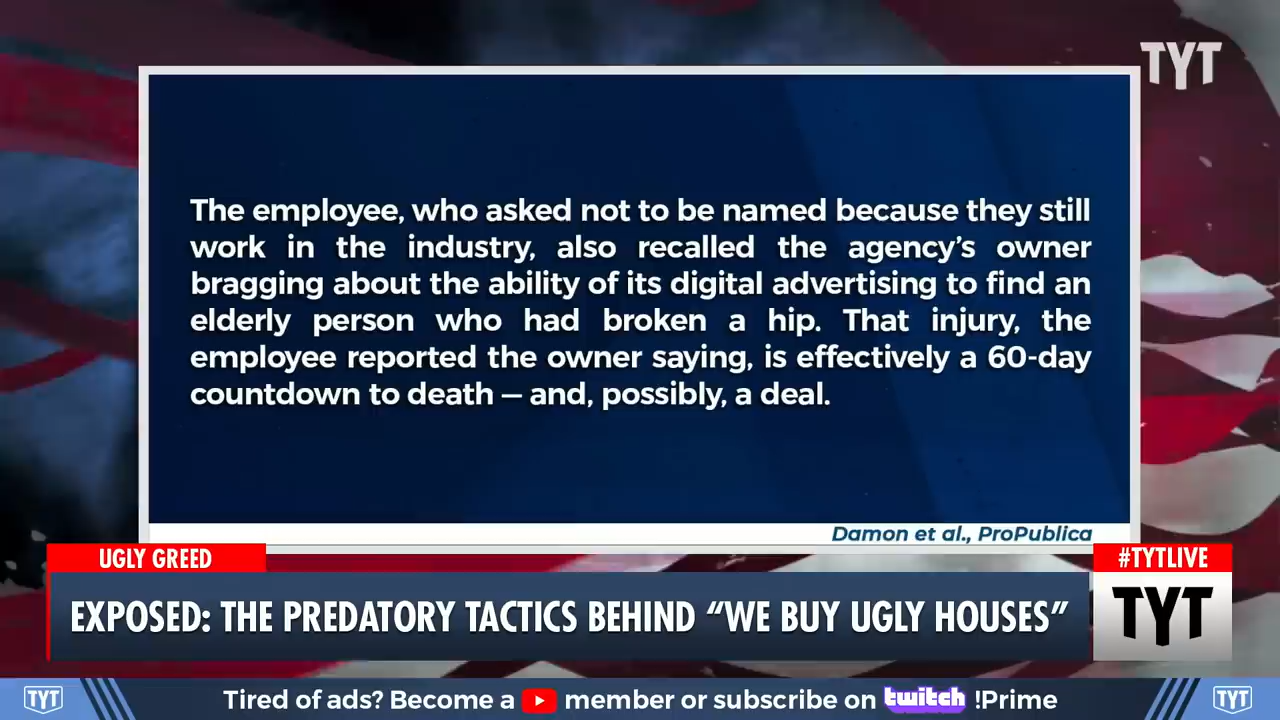 TYT
The employee, who asked not to be named because they still
work in the industry, also recalled the agency’s owner
bragging about the ability of its digital advertising to find an
elderly person who had broken a hip. That injury, the
employee reported the owner saying, is effectively a 60-day
countdown to death — and, possibly, a deal.
Damon et al., ProPublica
UGLY GREED
#TYTLIVE
EXPOSED: THE PREDATORY TACTICS BEHIND “WE BUY UGLY HOUSES”
TYT
TYT
Tired of ads? Become a member or subscribe on twitch !Prime
TYT